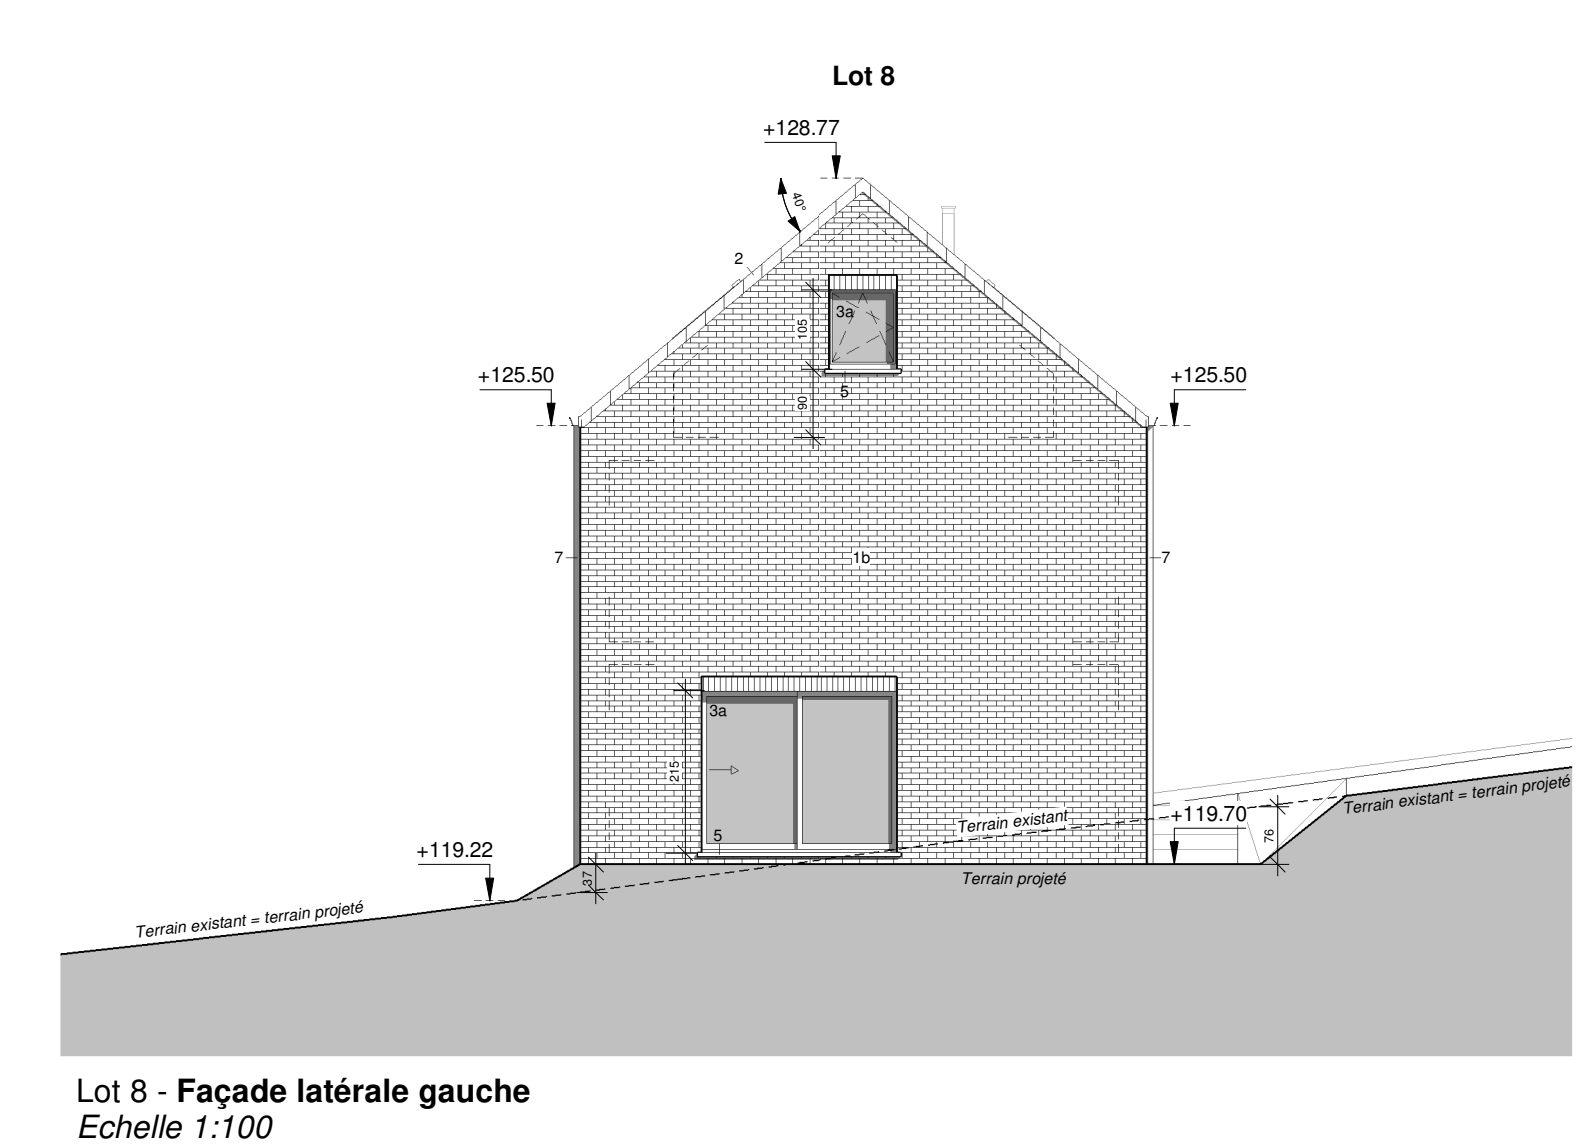 Lot 8
+128.77
40°
2
3a
105
+125.50
+125.50
5
90
7
1b
7
3a
215
Terrain existant = terrain projeté
5
Terrain existant
+119.70
76
+119.22
37
Terrain projeté
Terrain existant = terrain projeté
Lot 8 - Façade latérale gauche
Echelle 1:100